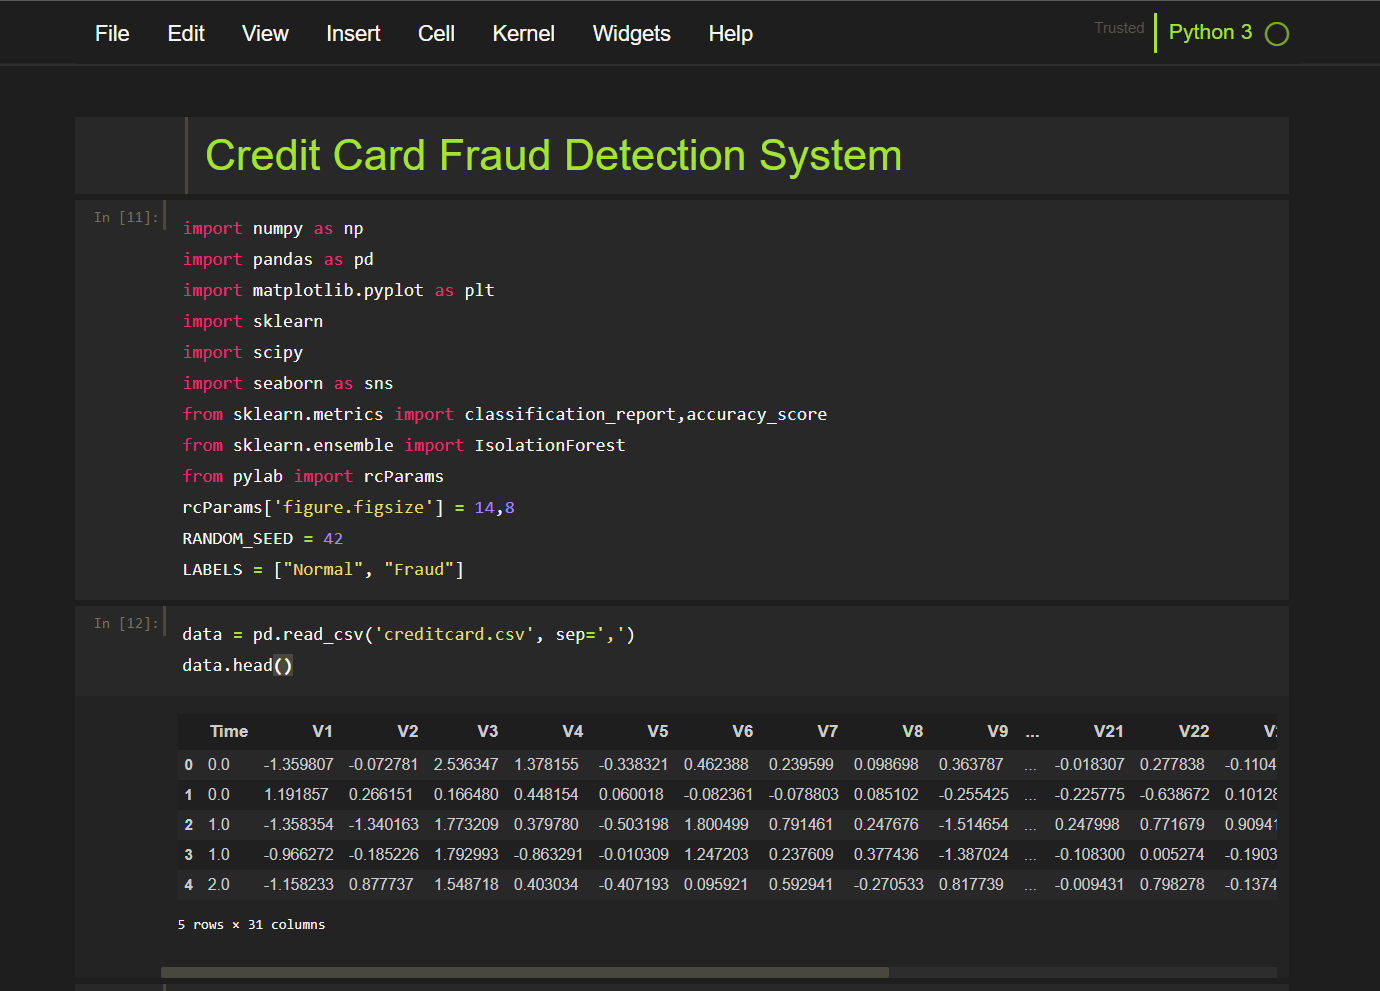 File Edit View Insert Cell Kernel Widgets Help Trusted Python 3
Credit Card Fraud Detection System
In [11]:
import numpy as np
import pandas as pd
import matplotlib.pyplot as plt
import sklearn
import scipy
import seaborn as sns
from sklearn.metrics import classification_report,accuracy_score
from sklearn.ensemble import IsolationForest
from pylab import rcParams
rcParams['figure.figsize'] = 14,8
RANDOM_SEED = 42
LABELS = ["Normal", "Fraud"]
In [12]:
data = pd.read_csv('creditcard.csv', sep=',')
data.head()
Time V1 V2 V3 V4 V5 V6 V7 V8 V9 ... V21 V22
0 0.0 -1.359807 -0.072781 2.536347 1.378155 -0.338321 0.462388 0.239599 0.098698 0.363787 ... -0.018307 0.277838 -0.1104
1 0.0 1.191857 0.266151 0.166480 0.448154 0.060018 -0.082361 -0.078803 0.085102 -0.255425 ... -0.225775 -0.638672 0.10128
2 1.0 -1.358354 -1.340163 1.773209 0.379780 -0.503198 1.800499 0.791461 0.247676 -1.514654 ... 0.247998 0.771679 0.90941
3 1.0 -0.966272 -0.185226 1.792993 -0.863291 -0.010309 1.247203 0.237609 0.377436 -1.387024 ... -0.108300 0.005274 -0.1903
4 2.0 -1.158233 0.877737 1.548718 0.403034 -0.407193 0.095921 0.592941 -0.270533 0.817739 ... -0.009431 0.798278 -0.1374
5 rows × 31 columns